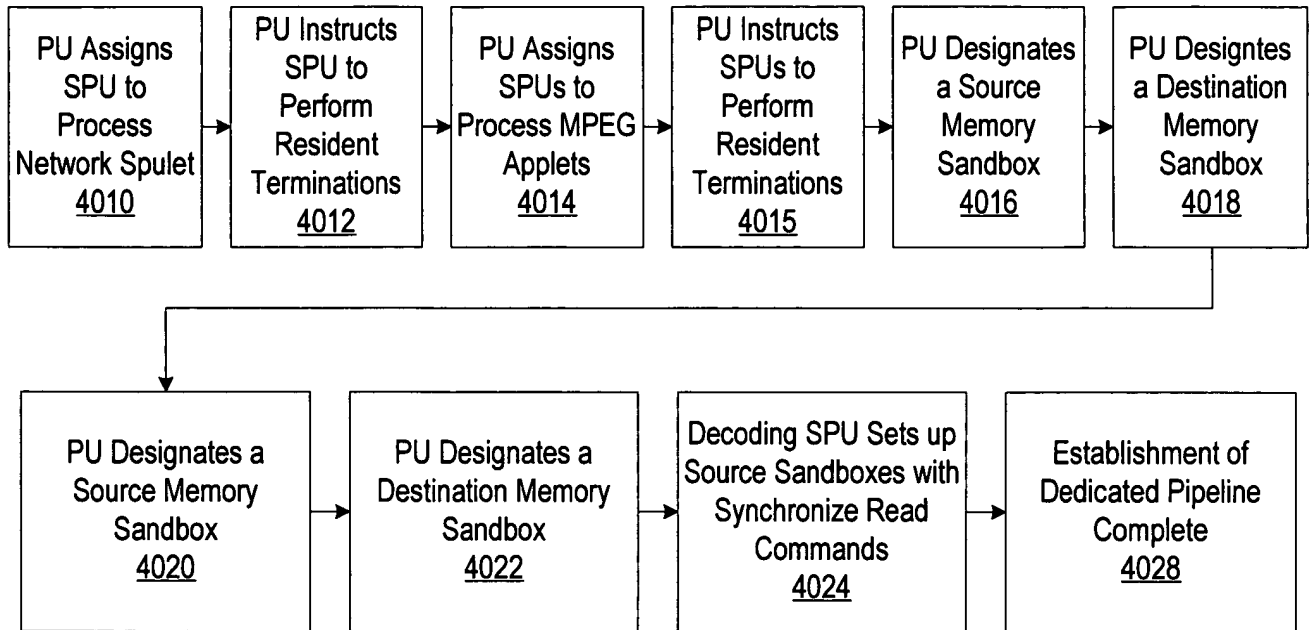 PU Assigns
SPU to
Process
Network Spulet
4010
PU Instructs
SPU to
Perform
Resident
Terminations
4012
PU Assigns
SPUs to
Process MPEG
Applets
4014
PU Instructs
SPUs to
Perform
Resident
Terminations
4015
PU Designates
a Source
Memory
Sandbox
4016
PU Designtes
a Destination
Memory
Sandbox
4018
PU Designates a
Source Memory
Sandbox
4020
PU Designates a
Destination Memory
Sandbox
4022
Decoding SPU Sets up
Source Sandboxes with
Synchronize Read
Commands
4024
Establishment of
Dedicated Pipeline
Complete
4028